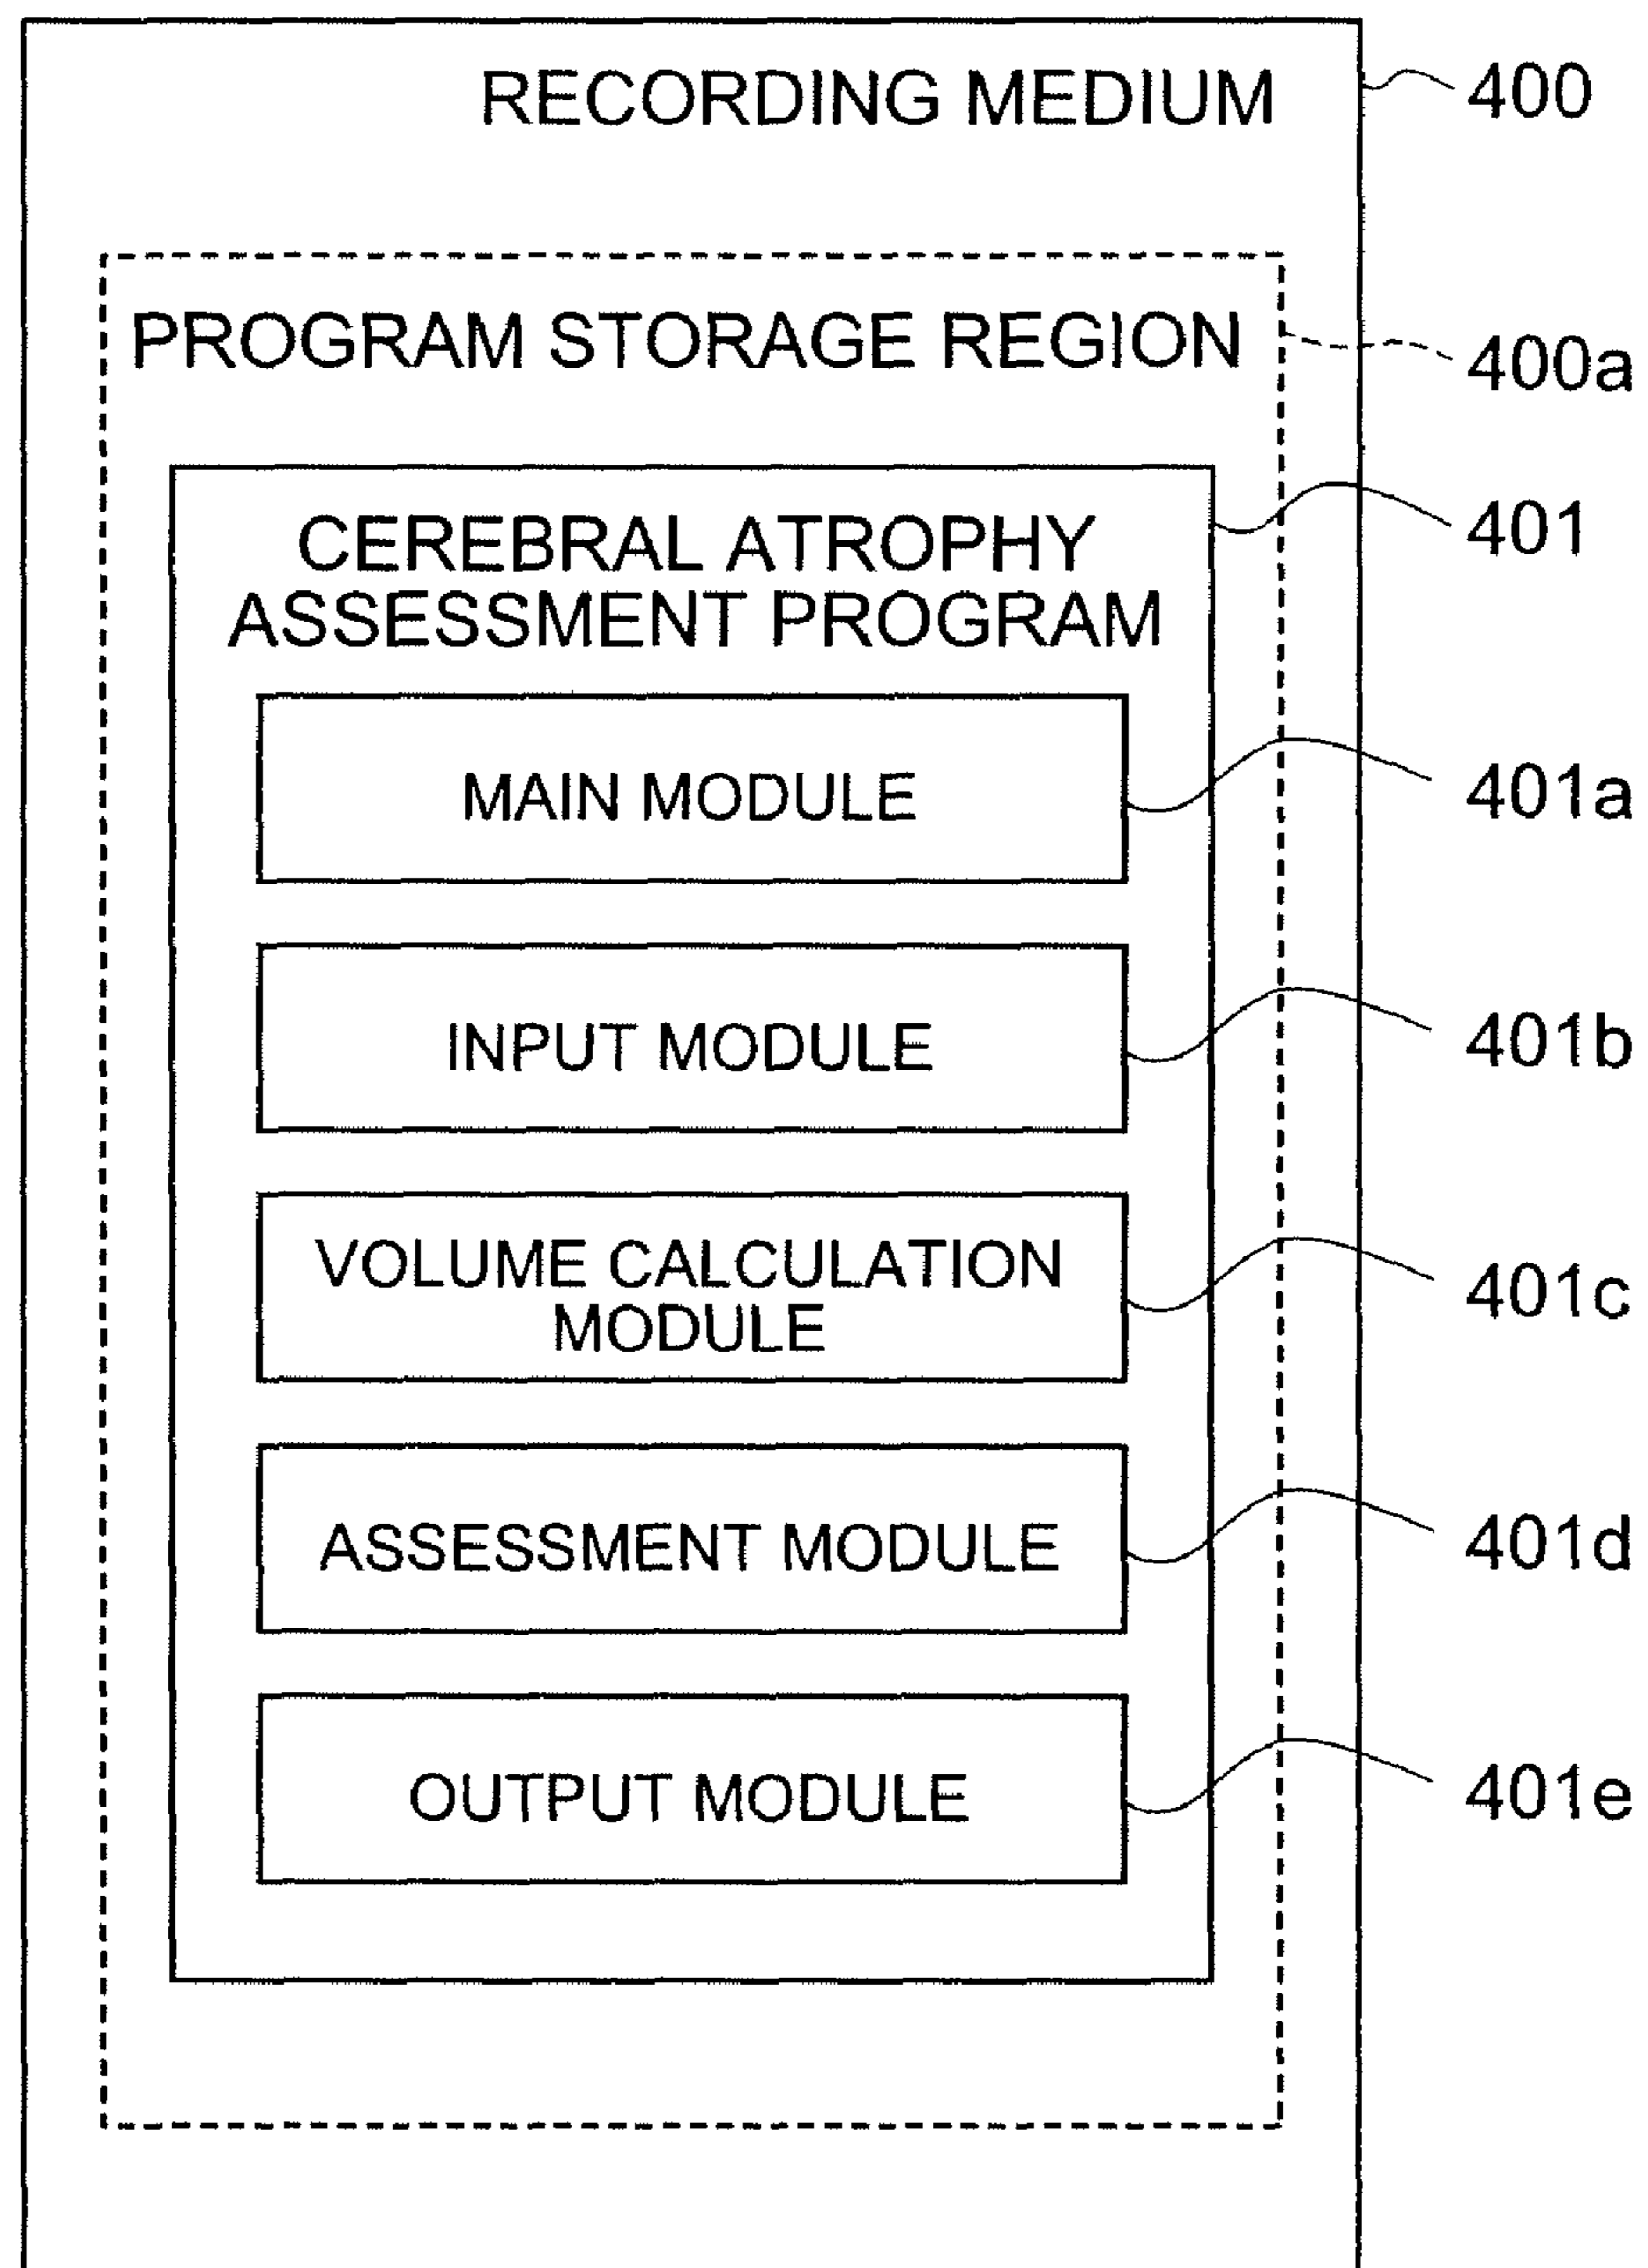 RECORDING MEDIUM
400
PROGRAM STORAGE REGION
400a
CEREBRAL ATROPHY
ASSESSMENT PROGRAM
401
MAIN MODULE
401a
INPUT MODULE
401b
VOLUME CALCULATION
MODULE
401c
ASSESSMENT MODULE
401d
OUTPUT MODULE
401e